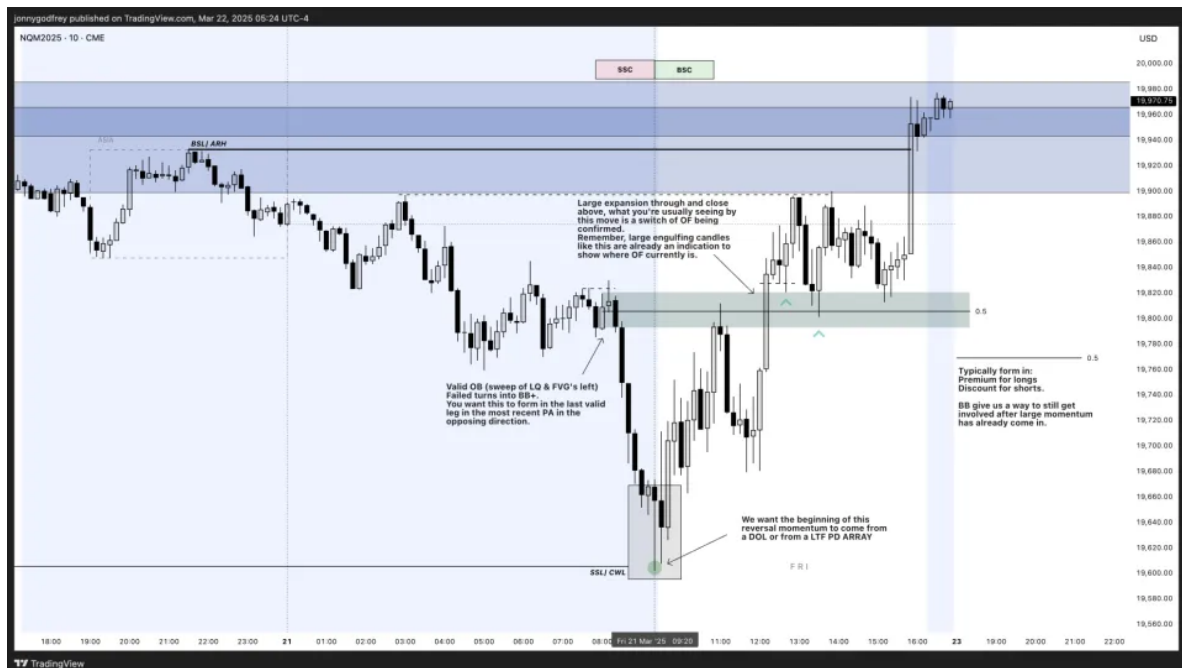 jonnygodfrey published on TradingView.com, Mar 22, 2025 05:24 UTC-4
NQM2025 · 10 · CME
USD
SSC
BSC
20,000.00
19,980.00
19,970.75
19,960.00
19,940.00
19,920.00
19,900.00
19,880.00
19,860.00
19,840.00
19,820.00
19,800.00
19,780.00
19,760.00
19,740.00
19,720.00
19,700.00
19,680.00
19,660.00
19,640.00
19,620.00
19,600.00
19,580.00
19,560.00
ASIA
BSL/ ARH
Large expansion through and close
above, what you're usually seeing by
this move is a switch of OF being
confirmed.
Remember, large engulfing candles
like this are already an indication to
show where OF currently is.
0.5
0.5
Typically form in:
Premium for longs
Discount for shorts.
BB give us a way to still get
involved after large momentum
has already come in.
Valid OB (sweep of LQ & FVG's left)
Failed turns into BB+.
You want this to form in the last valid
leg in the most recent PA in the
opposing direction.
We want the beginning of this
reversal momentum to come from
a DOL or from a LTF PD ARRAY
SSL/ CWL
FRI
18:00 19:00 20:00 21:00 22:00 23:00 21 01:00 02:00 03:00 04:00 05:00 06:00 07:00 08:00 Fri 21 Mar '25 09:20 11:00 12:00 13:00 14:00 15:00 16:00 23 19:00 20:00 21:00 22:00
TradingView